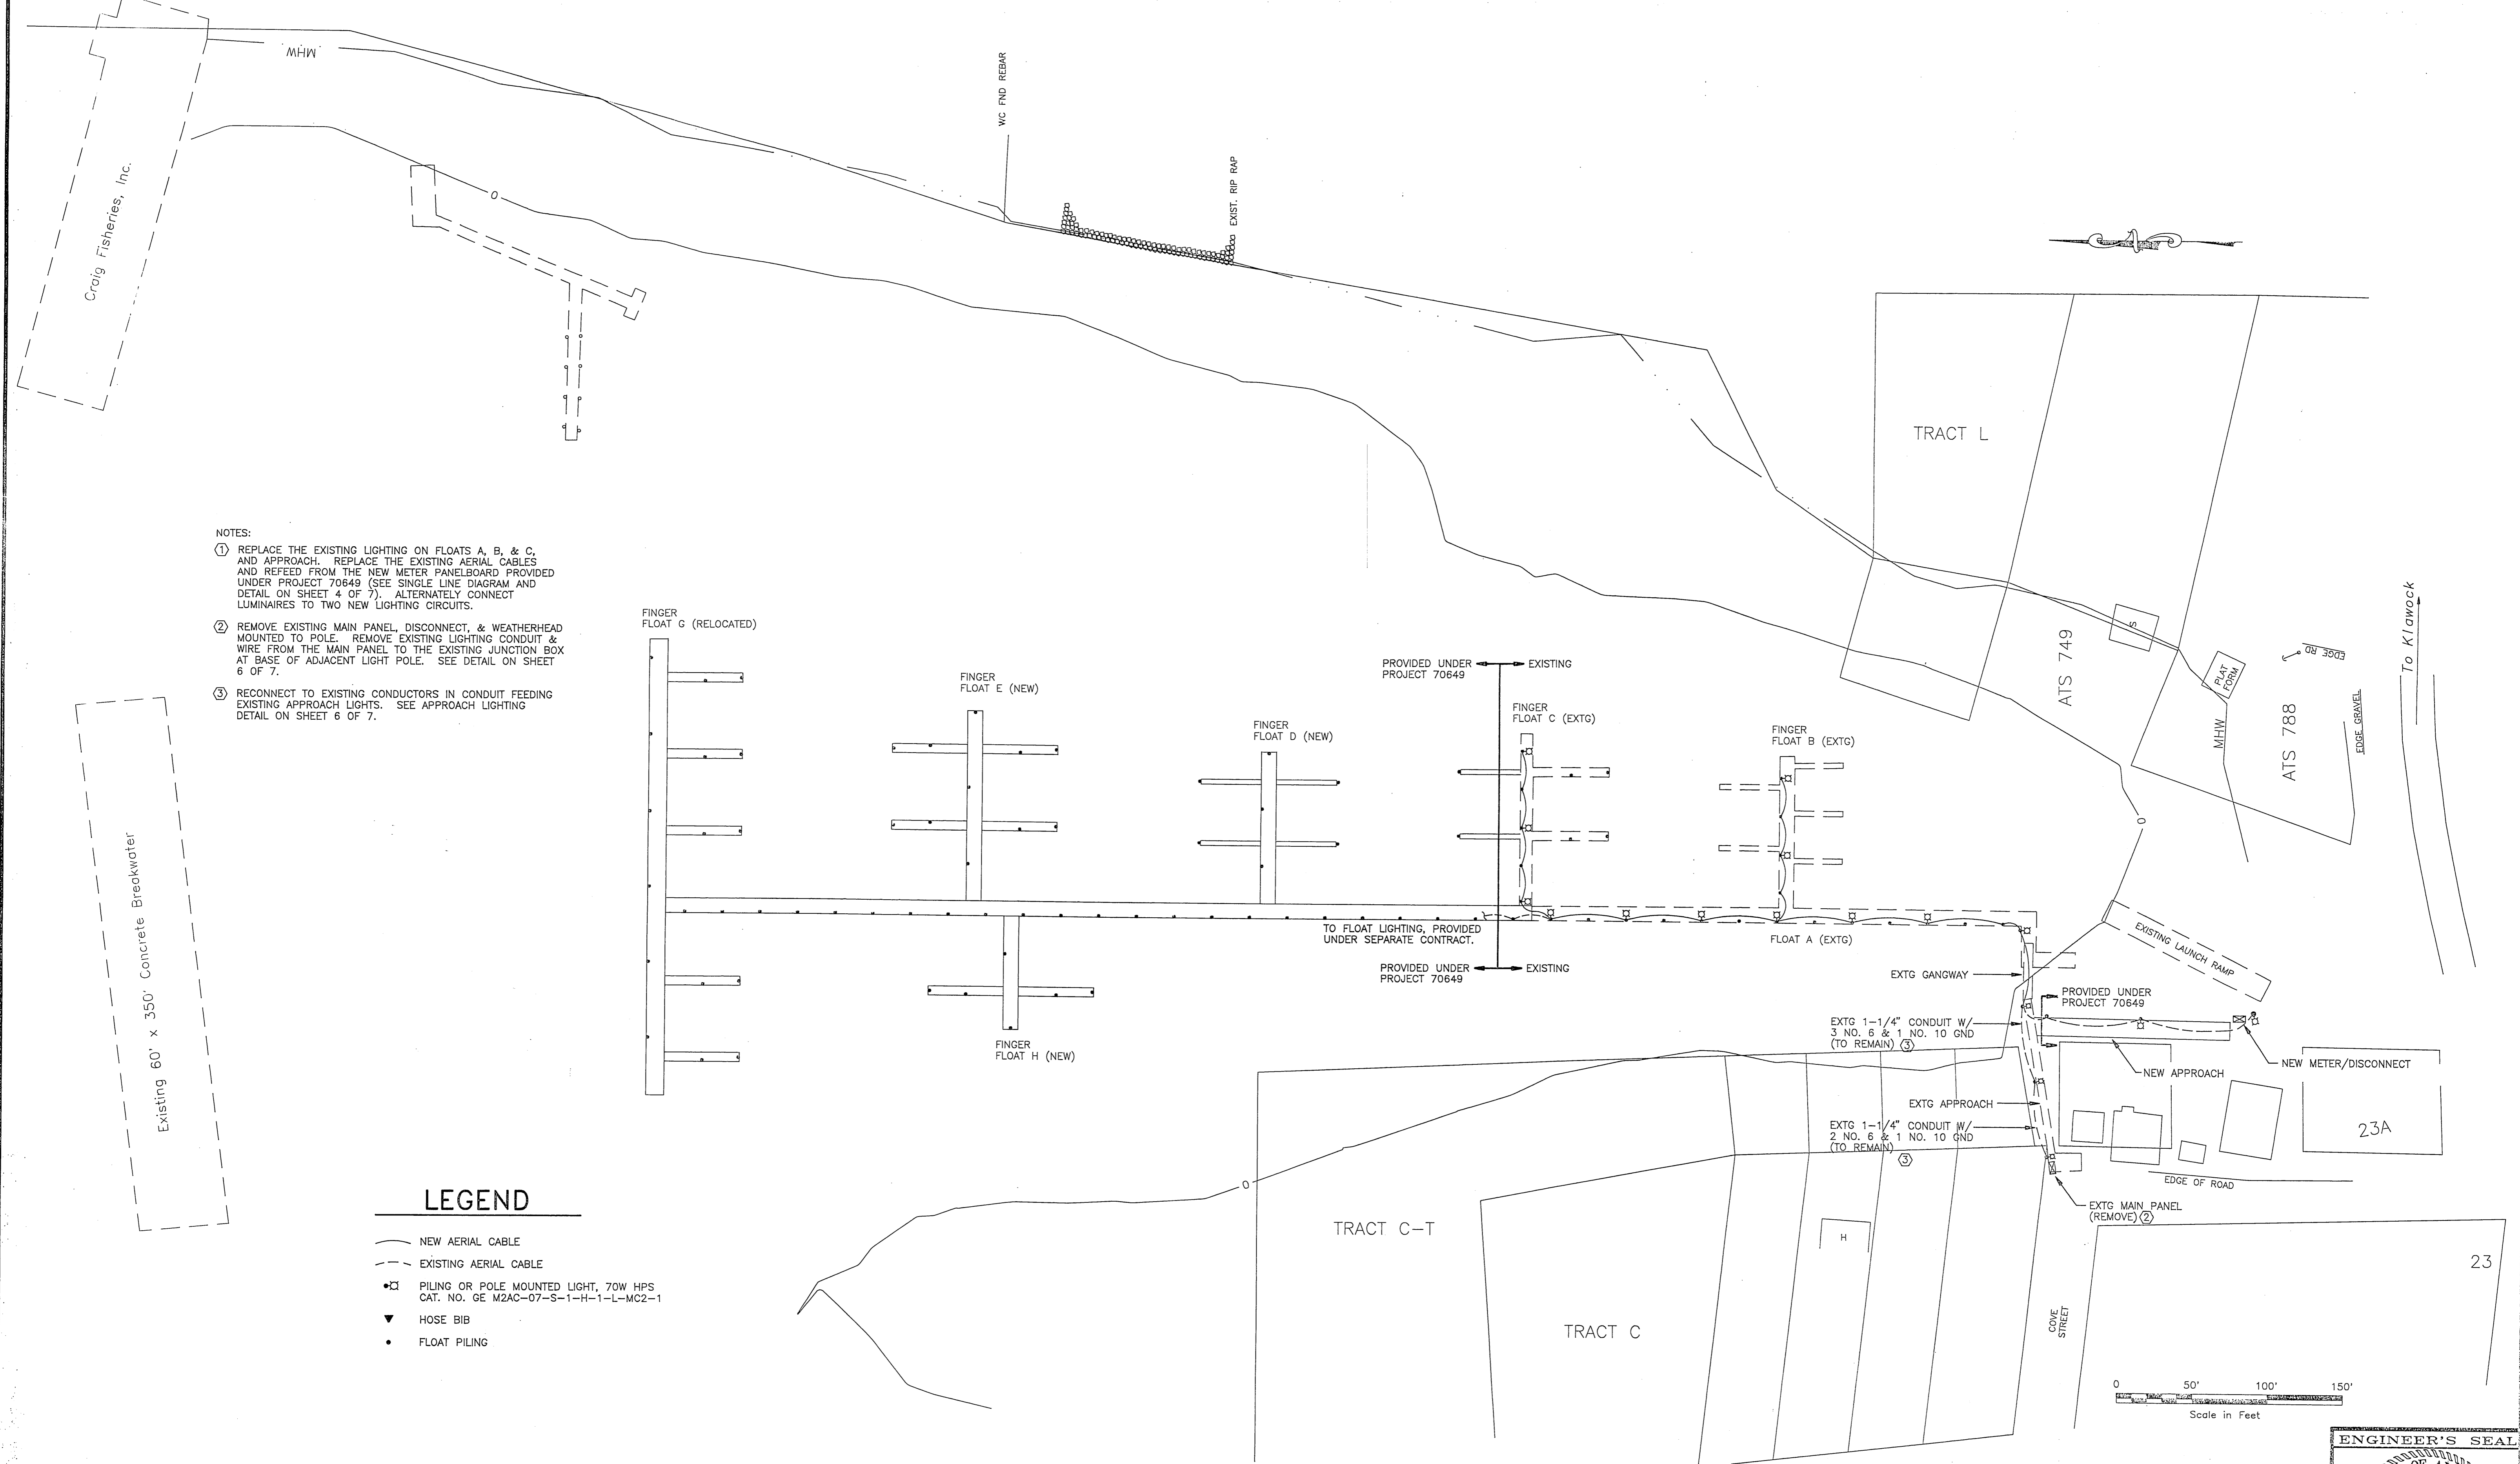 MHW
WC FND REBAR
EXIST. RIP RAP
Craig Fisheries, Inc.
0
TRACT L
NOTES:
1 REPLACE THE EXISTING LIGHTING ON FLOATS A, B, & C,
AND APPROACH. REPLACE THE EXISTING AERIAL CABLES
AND REFEED FROM THE NEW METER PANELBOARD PROVIDED
UNDER PROJECT 70649 (SEE SINGLE LINE DIAGRAM AND
DETAIL ON SHEET 4 OF 7). ALTERNATELY CONNECT
LUMINAIRES TO TWO NEW LIGHTING CIRCUITS.
2 REMOVE EXISTING MAIN PANEL, DISCONNECT, & WEATHERHEAD
MOUNTED TO POLE. REMOVE EXISTING LIGHTING CONDUIT &
WIRE FROM THE MAIN PANEL TO THE EXISTING JUNCTION BOX
AT BASE OF ADJACENT LIGHT POLE. SEE DETAIL ON SHEET
6 OF 7.
3 RECONNECT TO EXISTING CONDUCTORS IN CONDUIT FEEDING
EXISTING APPROACH LIGHTS. SEE APPROACH LIGHTING
DETAIL ON SHEET 6 OF 7.
FINGER
FLOAT G (RELOCATED)
FINGER
FLOAT E (NEW)
FINGER
FLOAT D (NEW)
PROVIDED UNDER
PROJECT 70649
EXISTING
FINGER
FLOAT C (EXTG)
FINGER
FLOAT B (EXTG)
ATS 749
S
PLAT
FORM
MHW
ATS 788
EDGE RD
EDGE GRAVEL
To Klawock
0
Existing 60' x 350' Concrete Breakwater
TO FLOAT LIGHTING, PROVIDED
UNDER SEPARATE CONTRACT.
PROVIDED UNDER
PROJECT 70649
EXISTING
FLOAT A (EXTG)
EXISTING LAUNCH RAMP
EXTG GANGWAY
PROVIDED UNDER
PROJECT 70649
EXTG 1-1/4" CONDUIT W/
3 NO. 6 & 1 NO. 10 GND
(TO REMAIN) 3
FINGER
FLOAT H (NEW)
NEW APPROACH
NEW METER/DISCONNECT
EXTG APPROACH
EXTG 1-1/4" CONDUIT W/
2 NO. 6 & 1 NO. 10 GND
(TO REMAIN)
3
23A
EDGE OF ROAD
EXTG MAIN PANEL
(REMOVE) 2
0
TRACT C-T
H
23
TRACT C
COVE
STREET
LEGEND
NEW AERIAL CABLE
EXISTING AERIAL CABLE
PILING OR POLE MOUNTED LIGHT, 70W HPS
CAT. NO. GE M2AC-07-S-1-H-1-L-MC2-1
HOSE BIB
FLOAT PILING
0 50' 100' 150'
Scale in Feet
ENGINEER'S SEAL